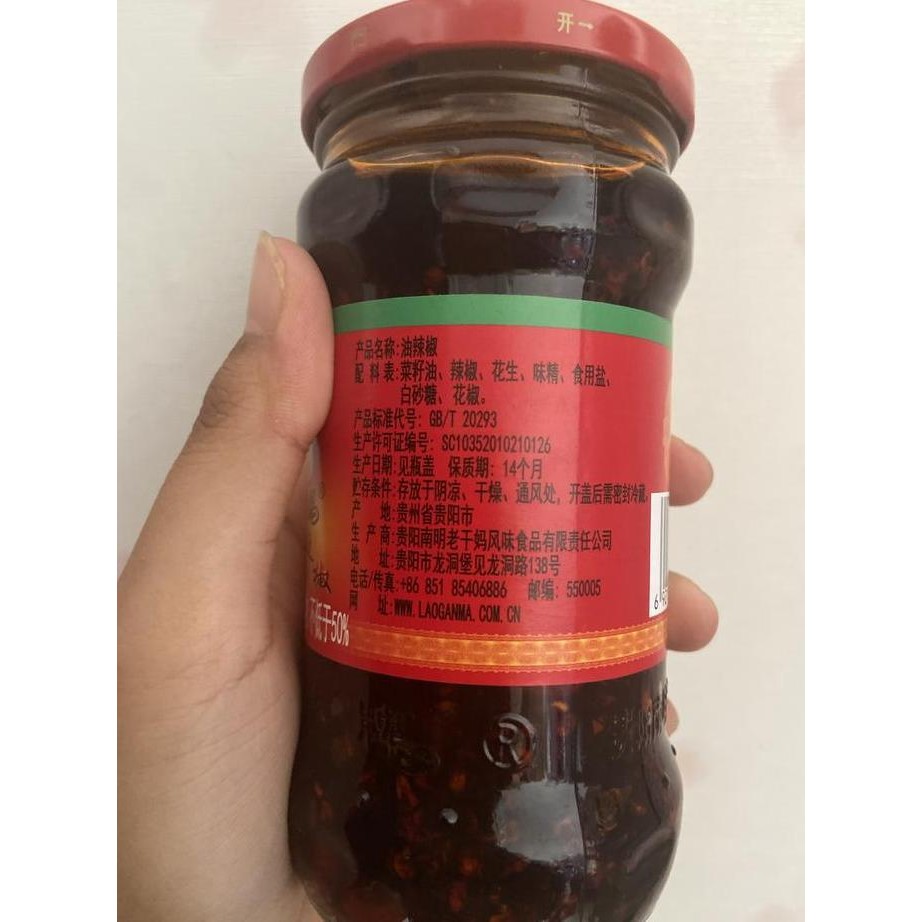 开→
产品名称:油辣椒
配 料 表:菜籽油、辣椒、花生、味精、食用盐、
白砂糖、花椒。
产品标准代号: GB/T 20293
生产许可证编号: SC10352010210126
生产日期:见瓶盖 保质期: 14个月
贮存条件:存放于阴凉、干燥、通风处, 开盖后需密封冷藏。
产 地:贵州省贵阳市
生 产 商:贵阳南明老干妈风味食品有限责任公司
地 址:贵阳市龙洞堡见龙洞路138号
电话/传真:+86 851 85406886 邮编: 550005
网 址:WWW.LAOGANMA.COM.CN
不低于50%
®